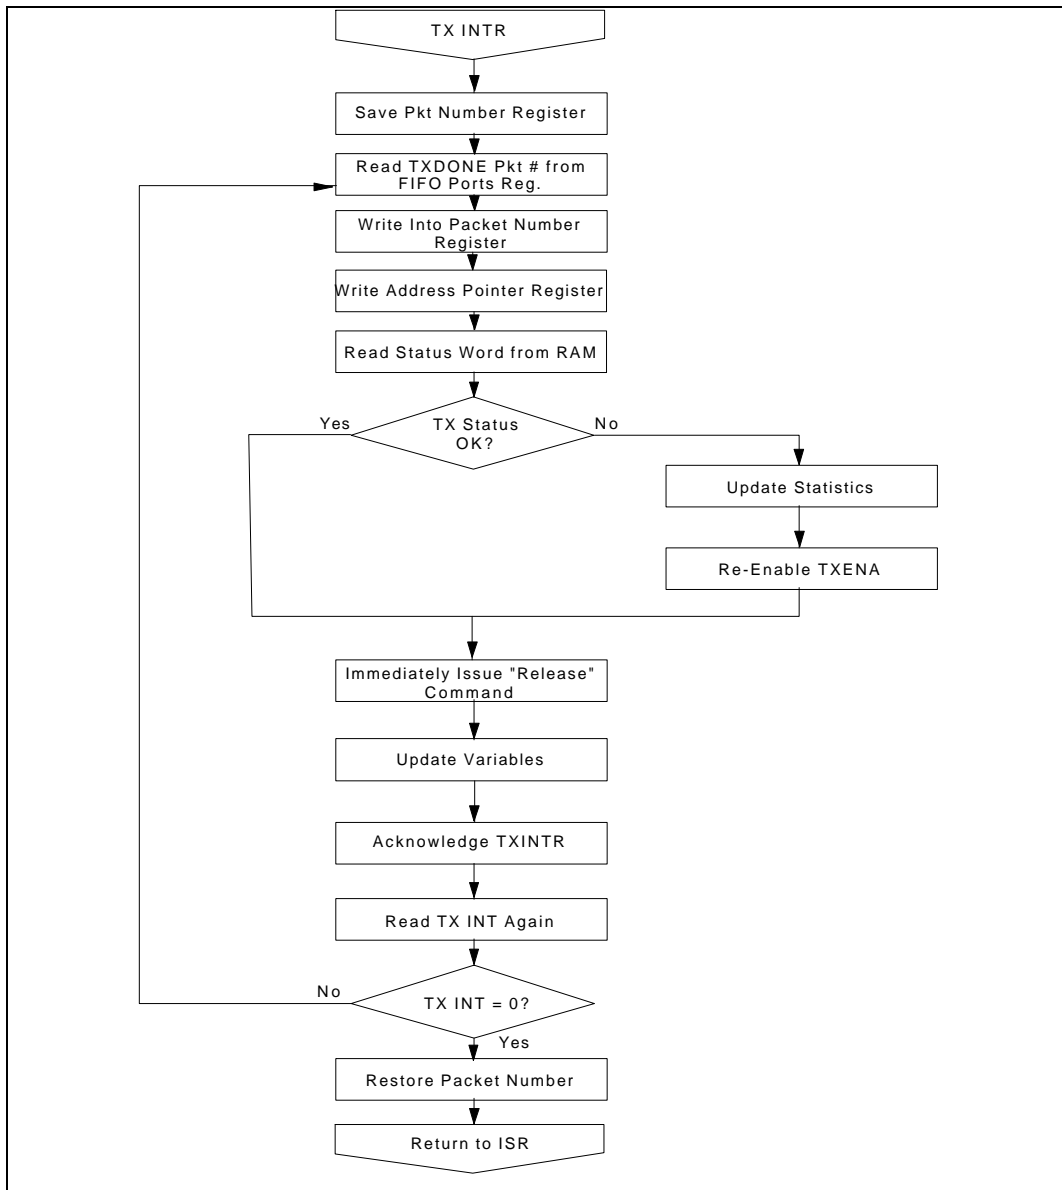 TX INTR
Save Pkt Number Register
Read TXDONE Pkt # from
FIFO Ports Reg.
Write Into Packet Number
Register
Write Address Pointer Register
Read Status Word from RAM
Yes
TX Status
OK?
No
Update Statistics
Re-Enable TXENA
Immediately Issue "Release"
Command
Update Variables
Acknowledge TXINTR
Read TX INT Again
No
TX INT = 0?
Yes
Restore Packet Number
Return to ISR